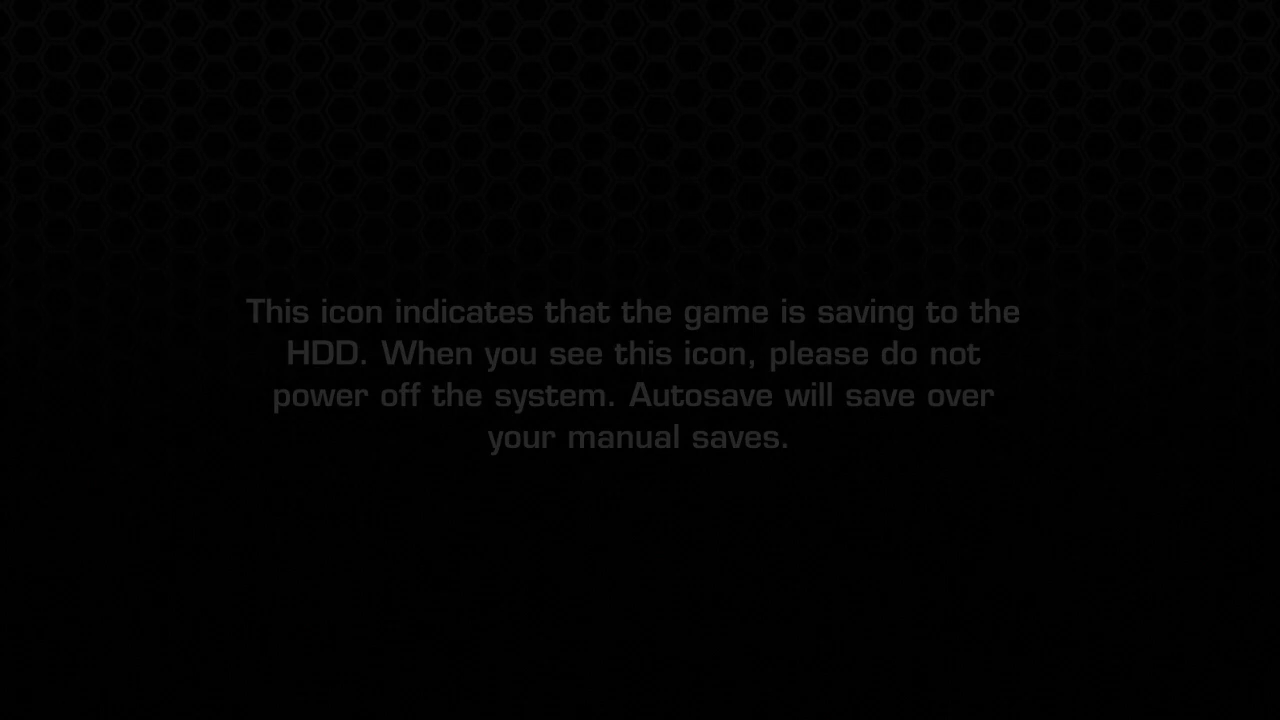 This icon indicates that the game is saving to the
HDD. When you see this icon, please do not
power off the system. Autosave will save over
your manual saves.